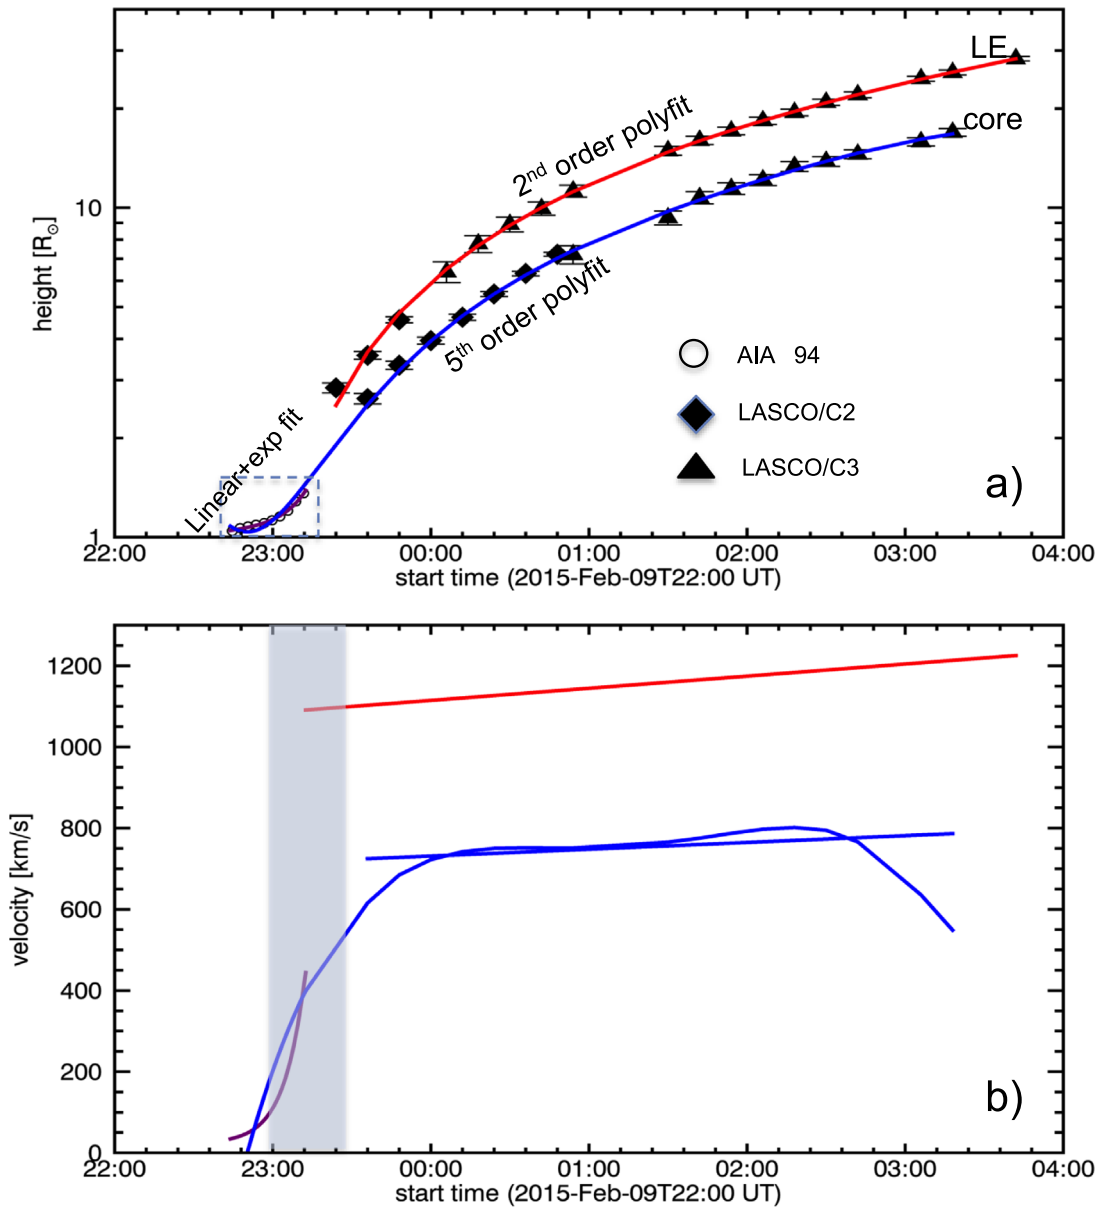 LE
core
2nd order polyfit
5th order polyfit
Linear+exp fit
height [R☉]
10
1
AIA 94
LASCO/C2
LASCO/C3
a)
22:00 23:00 00:00 01:00 02:00 03:00 04:00
start time (2015-Feb-09T22:00 UT)
velocity [km/s]
1200
1000
800
600
400
200
0
b)
22:00 23:00 00:00 01:00 02:00 03:00 04:00
start time (2015-Feb-09T22:00 UT)